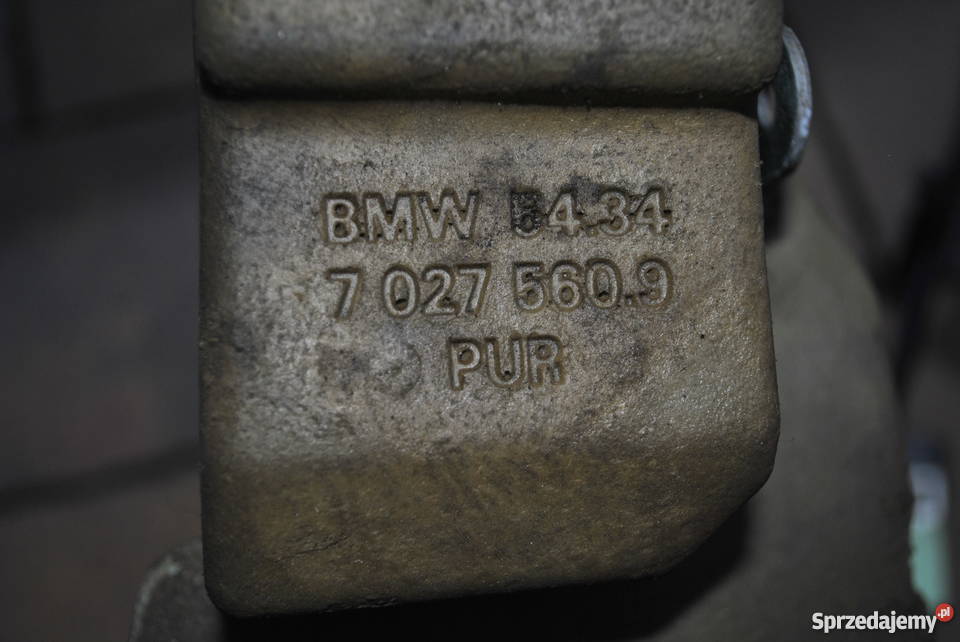 BMW 54.34
7 027 560.9
PUR
Sprzedajemy.pl